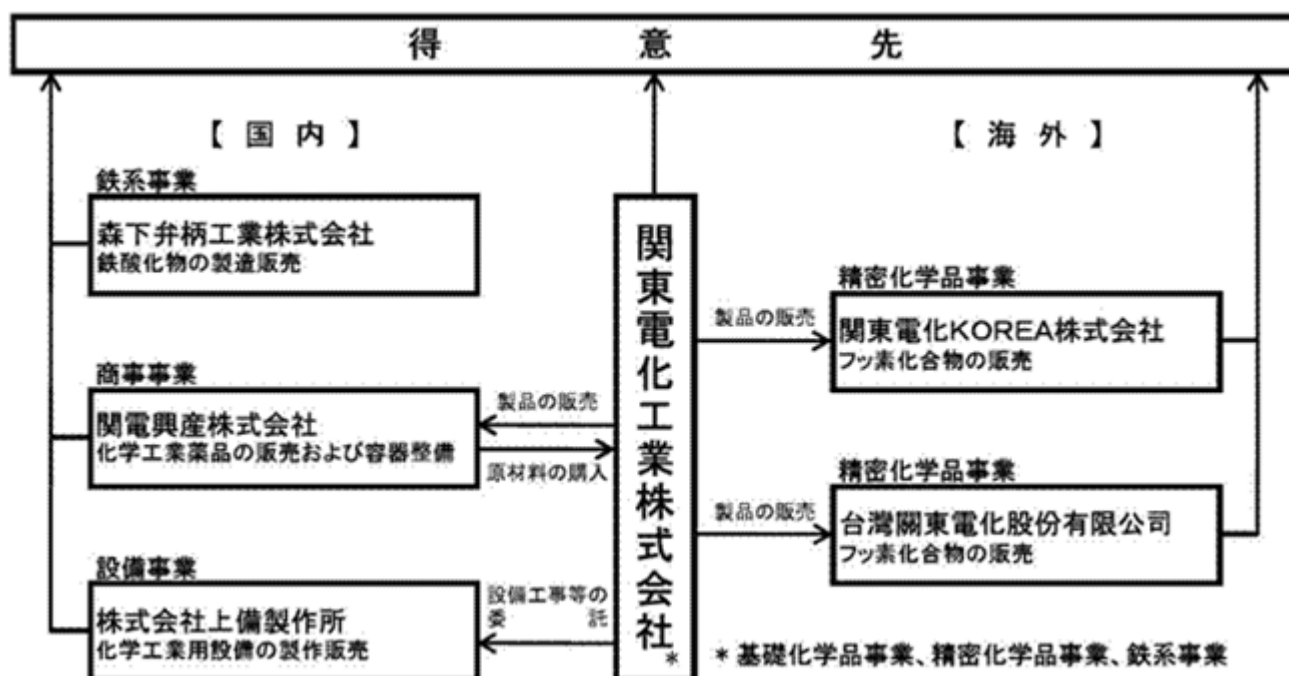 得意先
【国内】
【海外】
鉄系事業
森下弁柄工業株式会社
鉄酸化物の製造販売
商事事業
関電興産株式会社
化学工業薬品の販売および容器整備
設備事業
株式会社上備製作所
化学工業用設備の製作販売
製品の販売
原材料の購入
設備工事等の
委託
関東電化工業株式会社
*
製品の販売
精密化学品事業
関東電化KOREA株式会社
フッ素化合物の販売
製品の販売
精密化学品事業
台灣關東電化股份有限公司
フッ素化合物の販売
*基礎化学品事業、精密化学品事業、鉄系事業